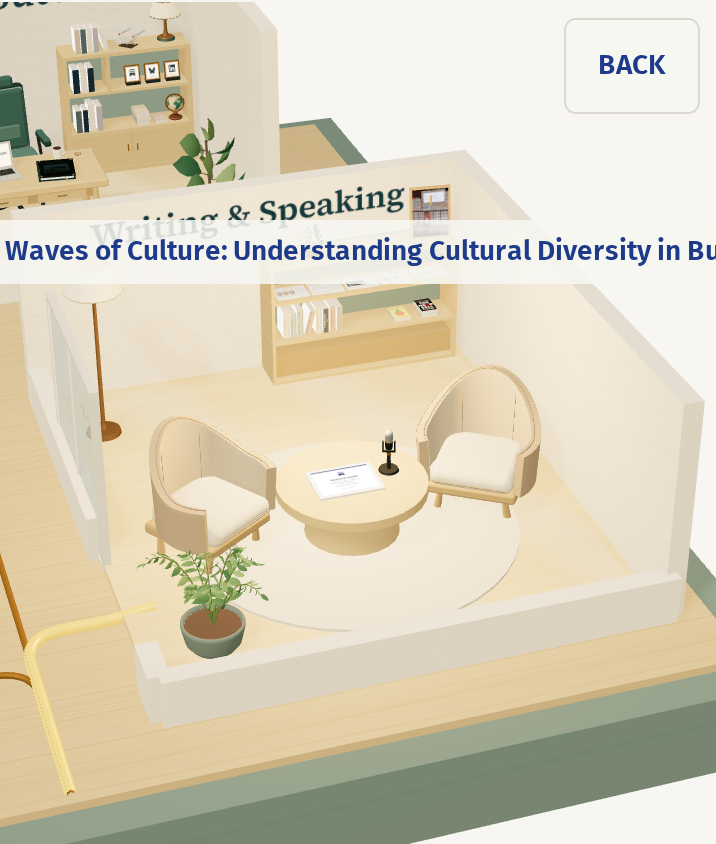 BACK
Writing & Speaking
Waves of Culture: Understanding Cultural Diversity in Bu